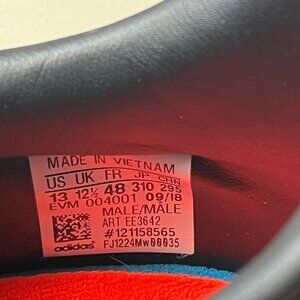 MADE IN VIETNAM
US UK FR JP CHN
13 12½ 48 310 295
EVM 004001 09/18
MALE/MALE
ART EE3642
#121158565
adidas FJ1224Mw00035